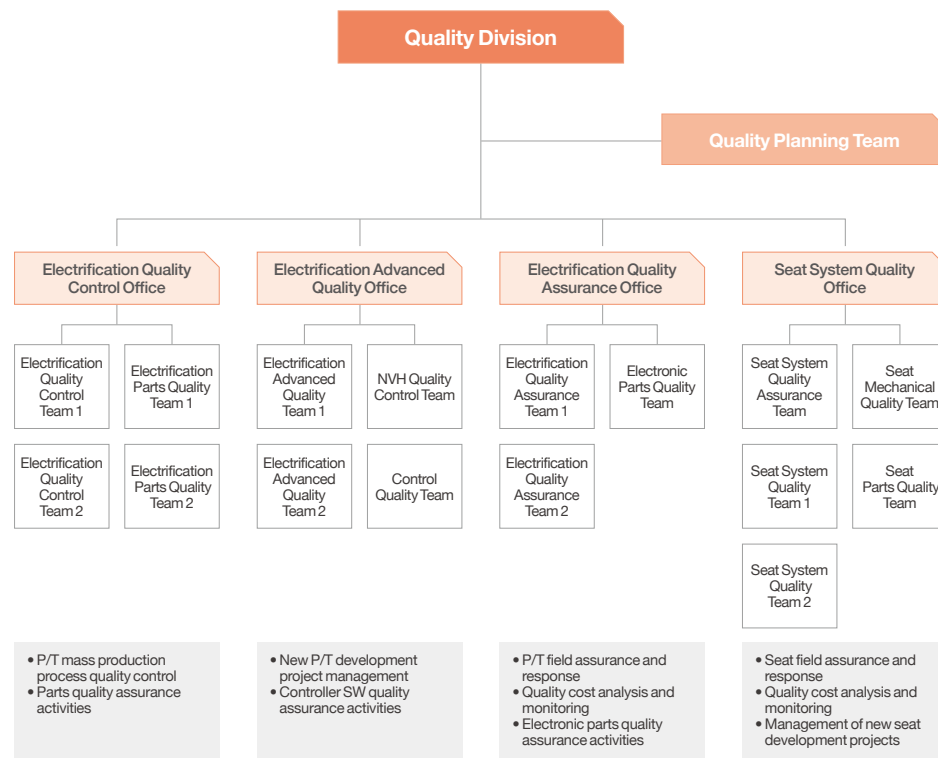 Quality Division
Quality Planning Team
Electrification Quality
Control Office
Electrification Advanced
Quality Office
Electrification Quality
Assurance Office
Seat System Quality
Office
Electrification
Quality
Control
Team 1
Electrification
Parts Quality
Team 1
Electrification
Advanced
Quality
Team 1
NVH Quality
Control Team
Electrification
Quality
Assurance
Team 1
Electronic
Parts Quality
Team
Seat System
Quality
Assurance
Team
Seat
Mechanical
Quality Team
Electrification
Quality
Control
Team 2
Electrification
Parts Quality
Team 2
Electrification
Advanced
Quality
Team 2
Control
Quality Team
Electrification
Quality
Assurance
Team 2
Seat System
Quality
Team 1
Seat
Parts Quality
Team
Seat System
Quality
Team 2
• P/T mass production
process quality control
• Parts quality assurance
activities
• New P/T development
project management
• Controller SW quality
assurance activities
• P/T field assurance and
response
• Quality cost analysis and
monitoring
• Electronic parts quality
assurance activities
• Seat field assurance and
response
• Quality cost analysis and
monitoring
• Management of new seat
development projects